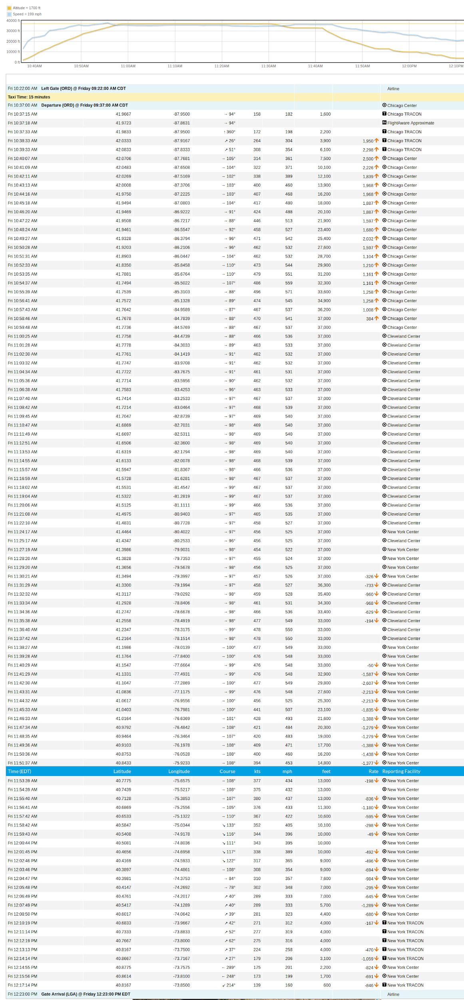 Altitude = 1700 ft
Speed = 199 mph
40000 ft
30000 ft
20000 ft
10000 ft
0 ft
10:40AM 10:50AM 11:00AM 11:10AM 11:20AM 11:30AM 11:40AM 11:50AM 12:00PM 12:10PM
Fri 10:22:00 AM Left Gate (ORD) @ Friday 09:22:00 AM CDT Airline
Taxi Time: 15 minutes
Fri 10:37:00 AM Departure (ORD) @ Friday 09:37:00 AM CDT Chicago Center
Fri 10:37:15 AM 41.9667 -87.9500 → 94° 158 182 1,600 T Chicago TRACON
Fri 10:37:18 AM 41.9723 -87.8631 → 94° FA FlightAware Approximate
Fri 10:37:33 AM 41.9833 -87.9500 ↑ 360° 172 198 2,200 T Chicago TRACON
Fri 10:38:33 AM 42.0333 -87.9167 ↗ 26° 264 304 3,900 1,950 T Chicago TRACON
Fri 10:39:33 AM 42.0833 -87.8333 ↗ 51° 308 354 6,100 2,298 T Chicago TRACON
Fri 10:40:07 AM 42.0706 -87.7681 → 105° 314 361 7,500 2,500 Chicago Center
Fri 10:41:09 AM 42.0483 -87.6508 → 104° 322 371 10,100 2,226 Chicago Center
Fri 10:42:11 AM 42.0269 -87.5169 → 102° 338 389 12,100 1,839 Chicago Center
Fri 10:43:13 AM 42.0008 -87.3706 → 103° 400 460 13,900 1,968 Chicago Center
Fri 10:44:16 AM 41.9750 -87.2225 → 103° 407 468 16,200 1,968 Chicago Center
Fri 10:45:18 AM 41.9494 -87.0803 → 104° 417 480 18,000 1,887 Chicago Center
Fri 10:46:20 AM 41.9469 -86.9222 → 91° 424 488 20,100 1,887 Chicago Center
Fri 10:47:22 AM 41.9508 -86.7217 → 88° 446 513 21,900 1,597 Chicago Center
Fri 10:48:24 AM 41.9461 -86.5547 → 92° 458 527 23,400 1,680 Chicago Center
Fri 10:49:27 AM 41.9328 -86.3794 → 96° 471 542 25,400 2,032 Chicago Center
Fri 10:50:28 AM 41.9203 -86.2106 → 96° 462 532 27,600 1,597 Chicago Center
Fri 10:51:31 AM 41.8903 -86.0447 → 104° 462 532 28,700 1,104 Chicago Center
Fri 10:52:33 AM 41.8350 -85.8458 → 110° 473 544 29,900 1,210 Chicago Center
Fri 10:53:35 AM 41.7881 -85.6764 → 110° 479 551 31,200 1,161 Chicago Center
Fri 10:54:37 AM 41.7494 -85.5022 → 107° 486 559 32,300 1,161 Chicago Center
Fri 10:55:39 AM 41.7539 -85.3103 → 88° 496 571 33,600 1,258 Chicago Center
Fri 10:56:41 AM 41.7572 -85.1328 → 89° 474 545 34,900 1,258 Chicago Center
Fri 10:57:43 AM 41.7642 -84.9589 → 87° 467 537 36,200 1,008 Chicago Center
Fri 10:58:46 AM 41.7678 -84.7839 → 88° 470 541 37,000 384 Chicago Center
Fri 10:59:48 AM 41.7736 -84.5769 → 88° 467 537 37,000 Chicago Center
Fri 11:00:25 AM 41.7758 -84.4739 → 88° 466 536 37,000 Cleveland Center
Fri 11:01:28 AM 41.7778 -84.3033 → 89° 463 533 37,000 Cleveland Center
Fri 11:02:30 AM 41.7761 -84.1419 → 91° 462 532 37,000 Cleveland Center
Fri 11:03:32 AM 41.7747 -83.9708 → 91° 462 532 37,000 Cleveland Center
Fri 11:04:34 AM 41.7722 -83.7675 → 91° 461 531 37,000 Cleveland Center
Fri 11:05:36 AM 41.7714 -83.5956 → 90° 462 532 37,000 Cleveland Center
Fri 11:06:38 AM 41.7583 -83.4253 → 96° 463 533 37,000 Cleveland Center
Fri 11:07:40 AM 41.7414 -83.2533 → 97° 467 537 37,000 Cleveland Center
Fri 11:08:42 AM 41.7214 -83.0464 → 97° 468 539 37,000 Cleveland Center
Fri 11:09:45 AM 41.7047 -82.8739 → 97° 469 540 37,000 Cleveland Center
Fri 11:10:47 AM 41.6869 -82.7031 → 98° 469 540 37,000 Cleveland Center
Fri 11:11:49 AM 41.6697 -82.5311 → 98° 469 540 37,000 Cleveland Center
Fri 11:12:51 AM 41.6506 -82.3600 → 98° 469 540 37,000 Cleveland Center
Fri 11:13:53 AM 41.6319 -82.1794 → 98° 469 540 37,000 Cleveland Center
Fri 11:14:55 AM 41.6133 -82.0078 → 98° 468 539 37,000 Cleveland Center
Fri 11:15:57 AM 41.5947 -81.8367 → 98° 466 536 37,000 Cleveland Center
Fri 11:16:59 AM 41.5728 -81.6281 → 98° 467 537 37,000 Cleveland Center
Fri 11:18:02 AM 41.5531 -81.4547 → 99° 467 537 37,000 Cleveland Center
Fri 11:19:04 AM 41.5322 -81.2819 → 99° 467 537 37,000 Cleveland Center
Fri 11:20:06 AM 41.5125 -81.1111 → 99° 466 536 37,000 Cleveland Center
Fri 11:21:08 AM 41.4975 -80.9403 → 97° 465 535 37,000 Cleveland Center
Fri 11:22:10 AM 41.4831 -80.7728 → 97° 458 527 37,000 Cleveland Center
Fri 11:24:17 AM 41.4464 -80.4022 → 97° 456 525 37,000 New York Center
Fri 11:25:17 AM 41.4347 -80.2533 → 96° 456 525 37,000 Cleveland Center
Fri 11:27:19 AM 41.3986 -79.9031 → 98° 454 522 37,000 New York Center
Fri 11:28:20 AM 41.3828 -79.7353 → 97° 455 524 37,000 New York Center
Fri 11:29:20 AM 41.3656 -79.5678 → 98° 456 525 37,000 New York Center
Fri 11:30:21 AM 41.3494 -79.3997 → 97° 457 526 37,000 -326 New York Center
Fri 11:31:29 AM 41.3300 -79.1994 → 97° 458 527 36,300 -733 Cleveland Center
Fri 11:32:32 AM 41.3117 -79.0292 → 98° 459 528 35,400 -960 Cleveland Center
Fri 11:33:34 AM 41.2928 -78.8406 → 98° 461 531 34,300 -968 Cleveland Center
Fri 11:34:36 AM 41.2747 -78.6678 → 98° 466 536 33,400 -629 Cleveland Center
Fri 11:35:38 AM 41.2558 -78.4919 → 98° 477 549 33,000 -194 Cleveland Center
Fri 11:36:40 AM 41.2347 -78.3175 → 99° 478 550 33,000 Cleveland Center
Fri 11:37:42 AM 41.2164 -78.1514 → 98° 478 550 33,000 Cleveland Center
Fri 11:38:27 AM 41.1986 -78.0139 → 100° 477 549 33,000 New York Center
Fri 11:39:28 AM 41.1764 -77.8400 → 100° 476 548 33,000 New York Center
Fri 11:40:29 AM 41.1547 -77.6664 → 99° 476 548 33,000 -50 New York Center
Fri 11:41:29 AM 41.1331 -77.4931 → 99° 476 548 32,900 -1,587 New York Center
Fri 11:42:30 AM 41.1047 -77.2869 → 100° 477 549 29,800 -2,607 New York Center
Fri 11:43:31 AM 41.0836 -77.1175 → 99° 476 548 27,600 -2,213 New York Center
Fri 11:44:32 AM 41.0617 -76.9556 → 100° 456 525 25,300 -2,213 New York Center
Fri 11:45:33 AM 41.0403 -76.7981 → 100° 441 507 23,100 -1,835 New York Center
Fri 11:46:33 AM 41.0164 -76.6369 → 101° 428 493 21,600 -1,388 New York Center
Fri 11:47:34 AM 40.9792 -76.4842 → 108° 421 484 20,300 -1,279 New York Center
Fri 11:48:35 AM 40.9464 -76.3464 → 107° 420 483 19,000 -1,279 New York Center
Fri 11:49:36 AM 40.9103 -76.1978 → 108° 409 471 17,700 -1,388 New York Center
Fri 11:50:36 AM 40.8753 -76.0528 → 108° 400 460 16,200 -1,438 New York Center
Fri 11:51:37 AM 40.8433 -75.9233 → 108° 394 453 14,800 -1,377 New York Center
Time (EDT) Latitude Longitude Course kts mph feet Rate Reporting Facility
Fri 11:53:39 AM 40.7775 -75.6575 → 108° 377 434 13,000 -198 New York Center
Fri 11:54:39 AM 40.7439 -75.5217 → 108° 375 432 13,000 New York Center
Fri 11:55:40 AM 40.7128 -75.3853 → 107° 380 437 13,000 -836 New York Center
Fri 11:56:41 AM 40.6869 -75.2556 → 105° 376 433 11,300 -1,180 New York Center
Fri 11:57:42 AM 40.6533 -75.1322 → 110° 367 422 10,600 -595 New York Center
Fri 11:58:42 AM 40.5847 -75.0344 ↘ 133° 352 405 10,100 -298 New York Center
Fri 11:59:43 AM 40.5408 -74.9178 ↘ 116° 344 396 10,000 -49 New York Center
Fri 12:00:44 PM 40.5081 -74.8036 ↘ 111° 343 395 10,000 New York Center
Fri 12:01:45 PM 40.4656 -74.6958 ↘ 117° 338 389 10,000 -492 New York Center
Fri 12:02:46 PM 40.4169 -74.5933 ↘ 122° 317 365 9,000 -496 New York Center
Fri 12:03:46 PM 40.3897 -74.4861 → 108° 308 354 9,000 -694 New York Center
Fri 12:04:47 PM 40.3981 -74.3753 → 84° 310 357 7,600 -984 New York Center
Fri 12:05:48 PM 40.4147 -74.2692 → 78° 302 348 7,000 -295 New York Center
Fri 12:06:49 PM 40.4761 -74.2017 ↗ 40° 289 333 7,000 -645 New York Center
Fri 12:07:49 PM 40.5417 -74.1289 ↗ 40° 289 333 5,700 -1,289 New York Center
Fri 12:08:50 PM 40.6017 -74.0642 ↗ 39° 281 323 4,400 -680 New York Center
Fri 12:10:19 PM 40.6833 -73.9667 ↗ 42° 271 312 4,000 -167 T New York TRACON
Fri 12:11:14 PM 40.7333 -73.8833 ↗ 52° 277 319 4,000 T New York TRACON
Fri 12:12:19 PM 40.7667 -73.8000 ↗ 62° 275 316 4,000 T New York TRACON
Fri 12:13:13 PM 40.8167 -73.7500 ↗ 37° 224 258 4,000 -470 T New York TRACON
Fri 12:14:14 PM 40.8667 -73.7167 ↗ 27° 179 206 3,100 -1,059 T New York TRACON
Fri 12:14:55 PM 40.8775 -73.7575 ← 289° 175 201 2,200 -824 New York Center
Fri 12:15:56 PM 40.8614 -73.8100 ← 248° 173 199 1,700 -691 New York Center
Fri 12:17:14 PM 40.8167 -73.8500 ↙ 214° 139 160 600 -846 T New York TRACON
Fri 12:23:00 PM Gate Arrival (LGA) @ Friday 12:23:00 PM EDT Airline